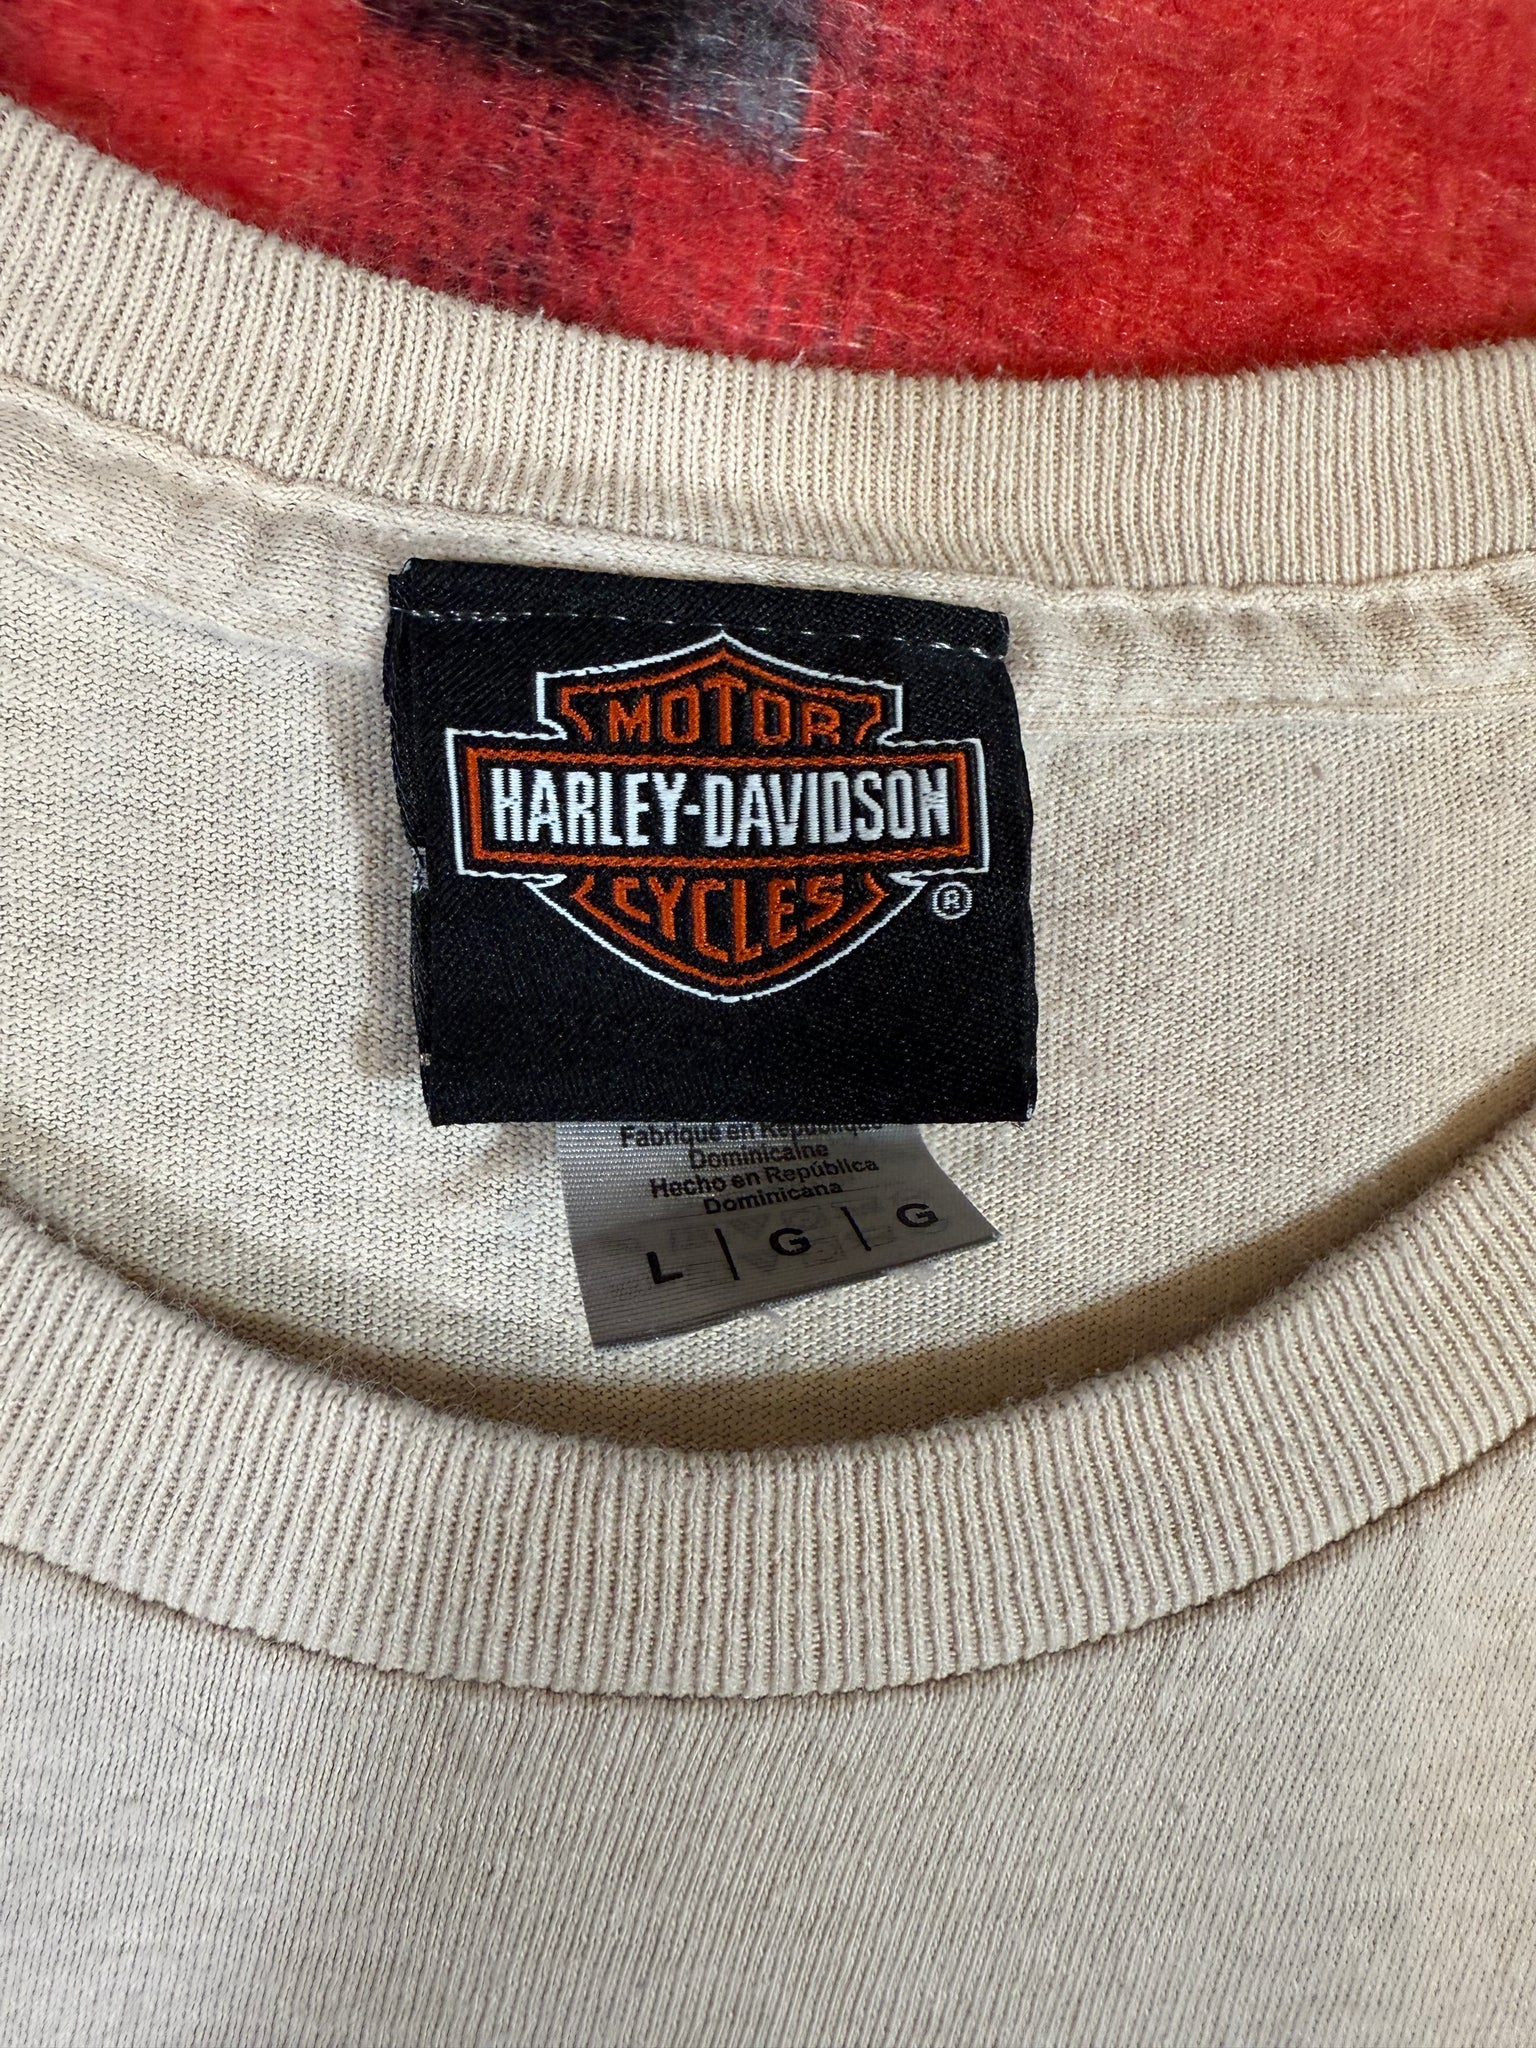 MOTOR
HARLEY-DAVIDSON
CYCLES
®
Fabriqué en République
Dominicaine
Hecho en República
Dominicana
L | G | G